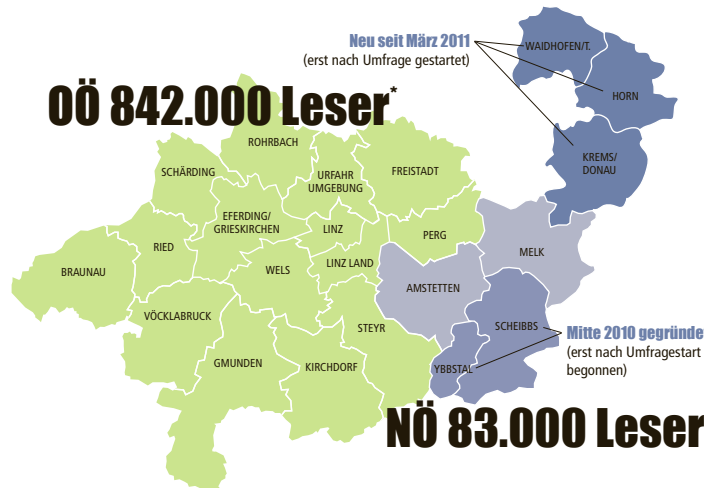 Neu seit März 2011
(erst nach Umfrage gestartet)
WAIDHOFEN/T.
HORN
KREMS/
DONAU
OÖ 842.000 Leser*
ROHRBACH
SCHÄRDING
URFAHR
UMGEBUNG
FREISTADT
EFERDING/
GRIESKIRCHEN
LINZ
PERG
RIED
BRAUNAU
WELS
LINZ LAND
MELK
AMSTETTEN
VÖCKLABRUCK
STEYR
SCHEIBBS
GMUNDEN
KIRCHDORF
YBBSTAL
Mitte 2010 gegründe
(erst nach Umfragestart
begonnen)
NÖ 83.000 Leser